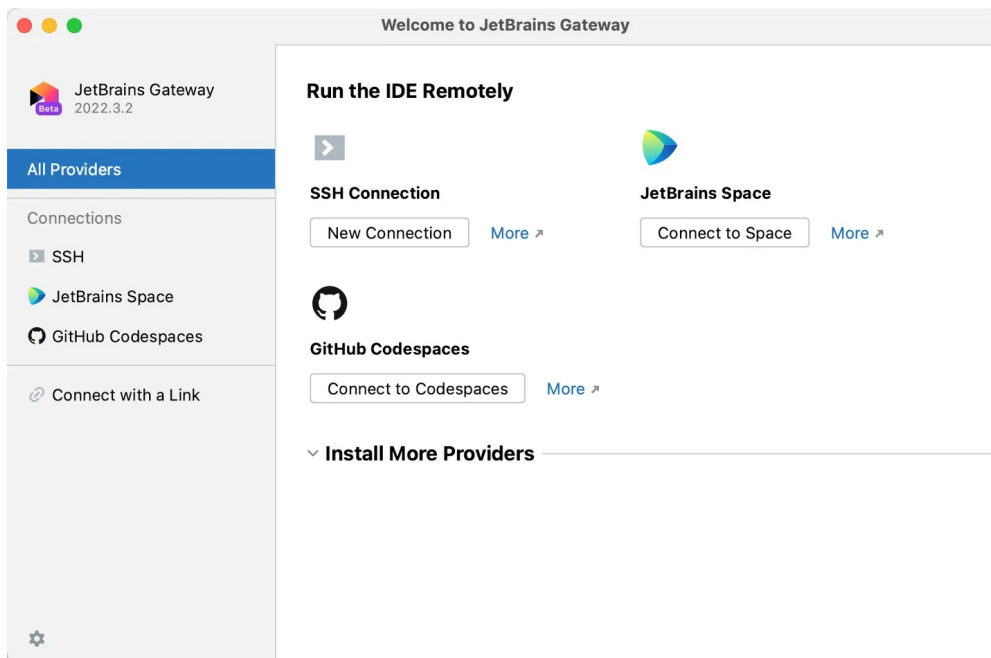 Welcome to JetBrains Gateway
JetBrains Gateway
Beta
2022.3.2
All Providers
Connections
SSH
JetBrains Space
GitHub Codespaces
Connect with a Link
Run the IDE Remotely
SSH Connection
New Connection More
JetBrains Space
Connect to Space More
GitHub Codespaces
Connect to Codespaces More
Install More Providers